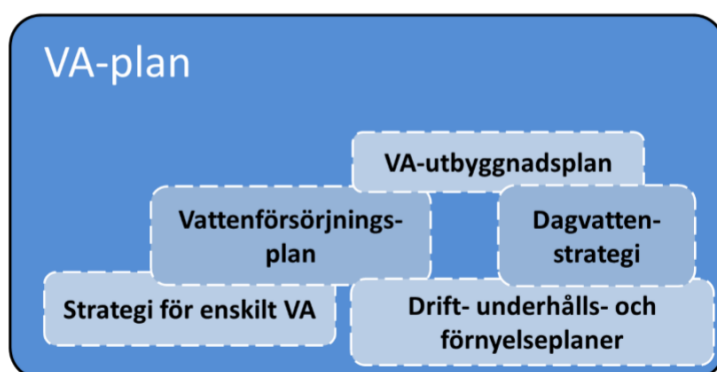 VA-plan
VA-utbyggnadsplan
Vattenförsörjnings-
plan
Dagvatten-
strategi
Strategi för enskilt VA
Drift- underhålls- och
förnyelseplaner